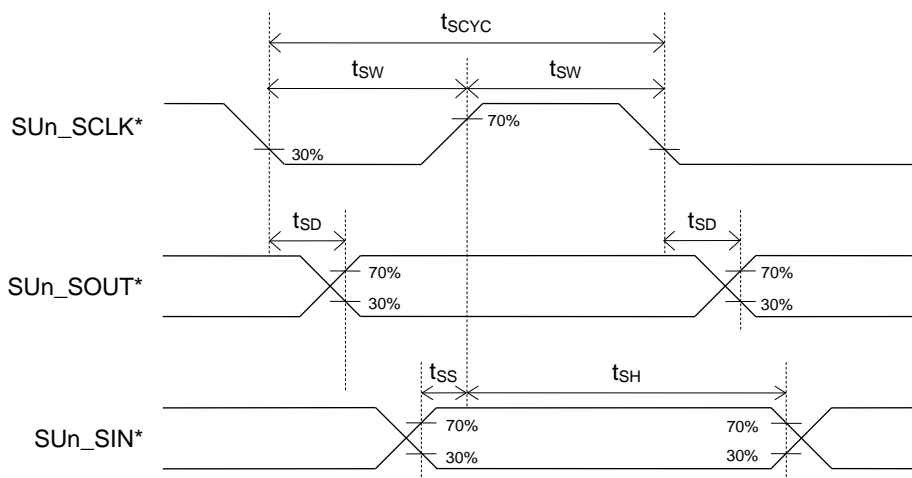 tSCYC
tSW tSW
SUn_SCLK*
70%
30%
tSD tSD
SUn_SOUT*
70% 70%
30% 30%
tSS tSH
SUn_SIN*
70% 70%
30% 30%